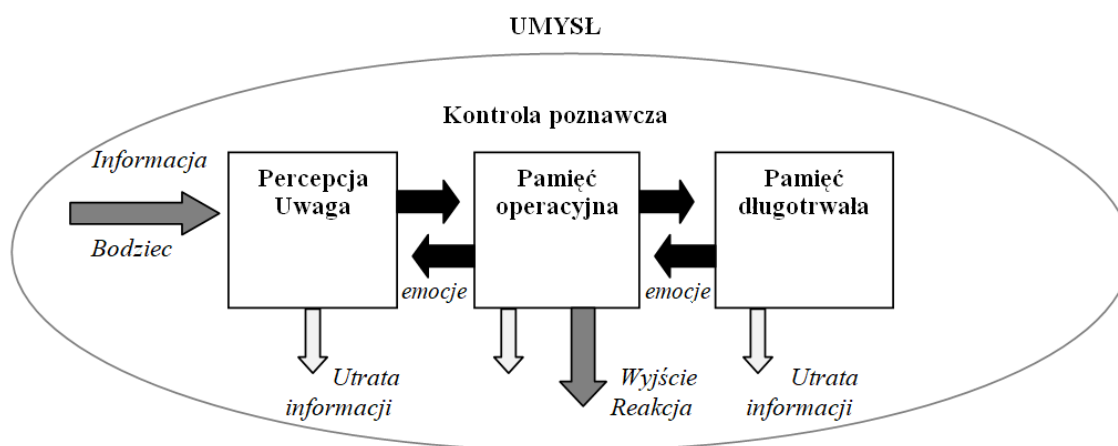 UMYSŁ
Kontrola poznawcza
Informacja
Bodziec
Percepcja
Uwaga
Pamięć
operacyjna
Pamięć
długotrwała
emocje
emocje
Utrata
informacji
Wyjście
Reakcja
Utrata
informacji